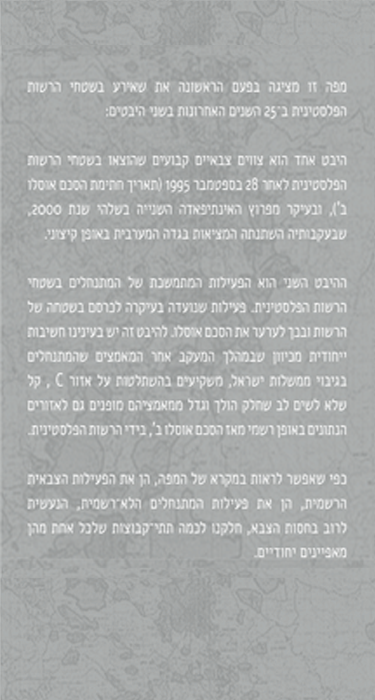 מפה זו מציגה בפעם הראשונה את שאירע בשטחי הרשות
הפלסטינית ב־25 השנים האחרונות בשני היבטים:
היבט אחד הוא צווים צבאיים קבועים שהוצאו בשטחי הרשות
הפלסטינית לאחר 28 בספטמבר 1995 (תאריך חתימת הסכם אוסלו
ב'), ובעיקר מפרוץ האינתיפאדה השנייה בשלהי שנת 2000,
שבעקבותיה השתנתה המציאות בגדה המערבית באופן קיצוני.
ההיבט השני הוא הפעילות המתמשכת של המתנחלים בשטחי
הרשות הפלסטינית. פעילות שנועדה בעיקרה לכרסם בשטחה של
הרשות ובכך לערער את הסכם אוסלו. להיבט זה יש בעינינו חשיבות
ייחודית מכיוון שבמהלך המעקב אחר המאמצים שהמתנחלים
בגיבוי ממשלות ישראל, משקיעים בהשתלטות על אזור C , קל
שלא לשים לב שחלק הולך וגדל ממאמציהם מופנים גם לאזורים
הנתונים באופן רשמי מאז הסכם אוסלו ב', בידי הרשות הפלסטינית.
כפי שאפשר לראות במקרא של המפה, הן את הפעילות הצבאית
הרשמית, הן את פעילות המתנחלים הלא־רשמית, הנעשית
לרוב בחסות הצבא, חלקנו לכמה תתי־קבוצות שלכל אחת מהן
מאפיינים יחודיים.